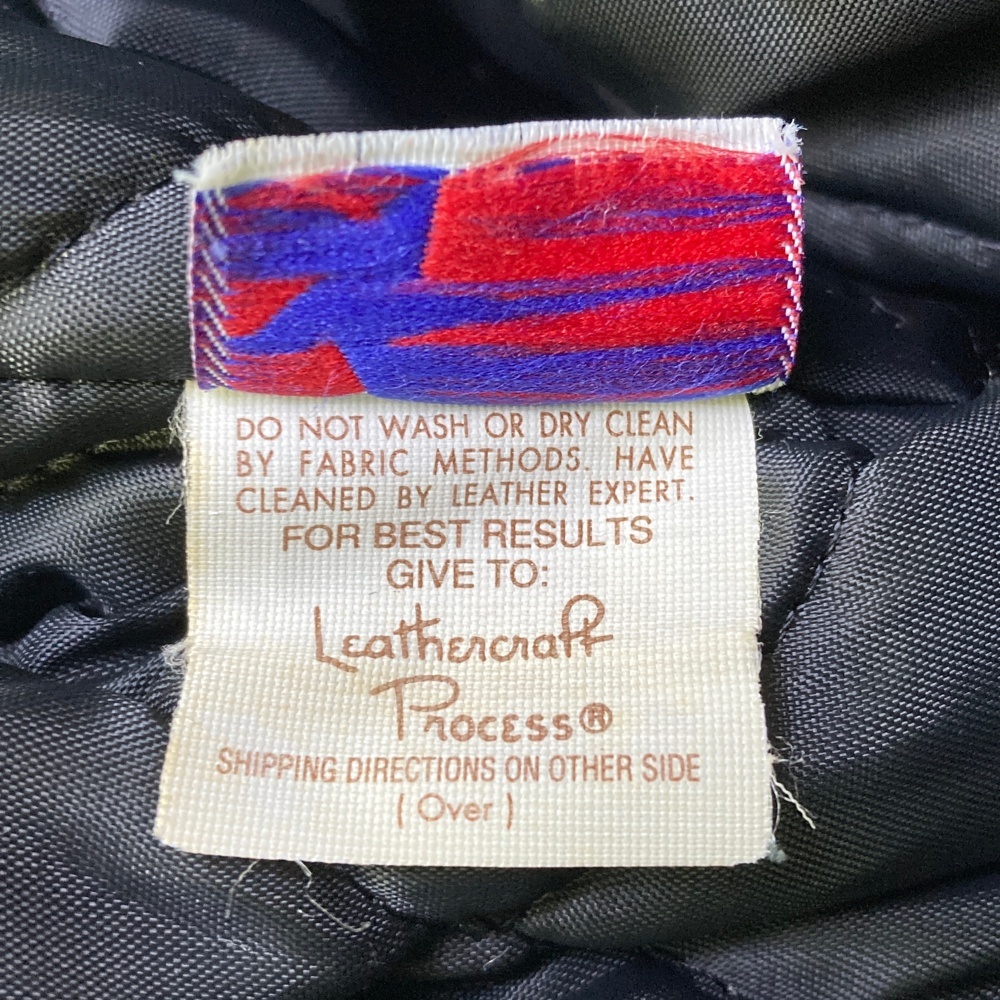 DO NOT WASH OR DRY CLEAN
BY FABRIC METHODS. HAVE
CLEANED BY LEATHER EXPERT.
FOR BEST RESULTS
GIVE TO:
Leathercraft
Process®
SHIPPING DIRECTIONS ON OTHER SIDE
( Over )